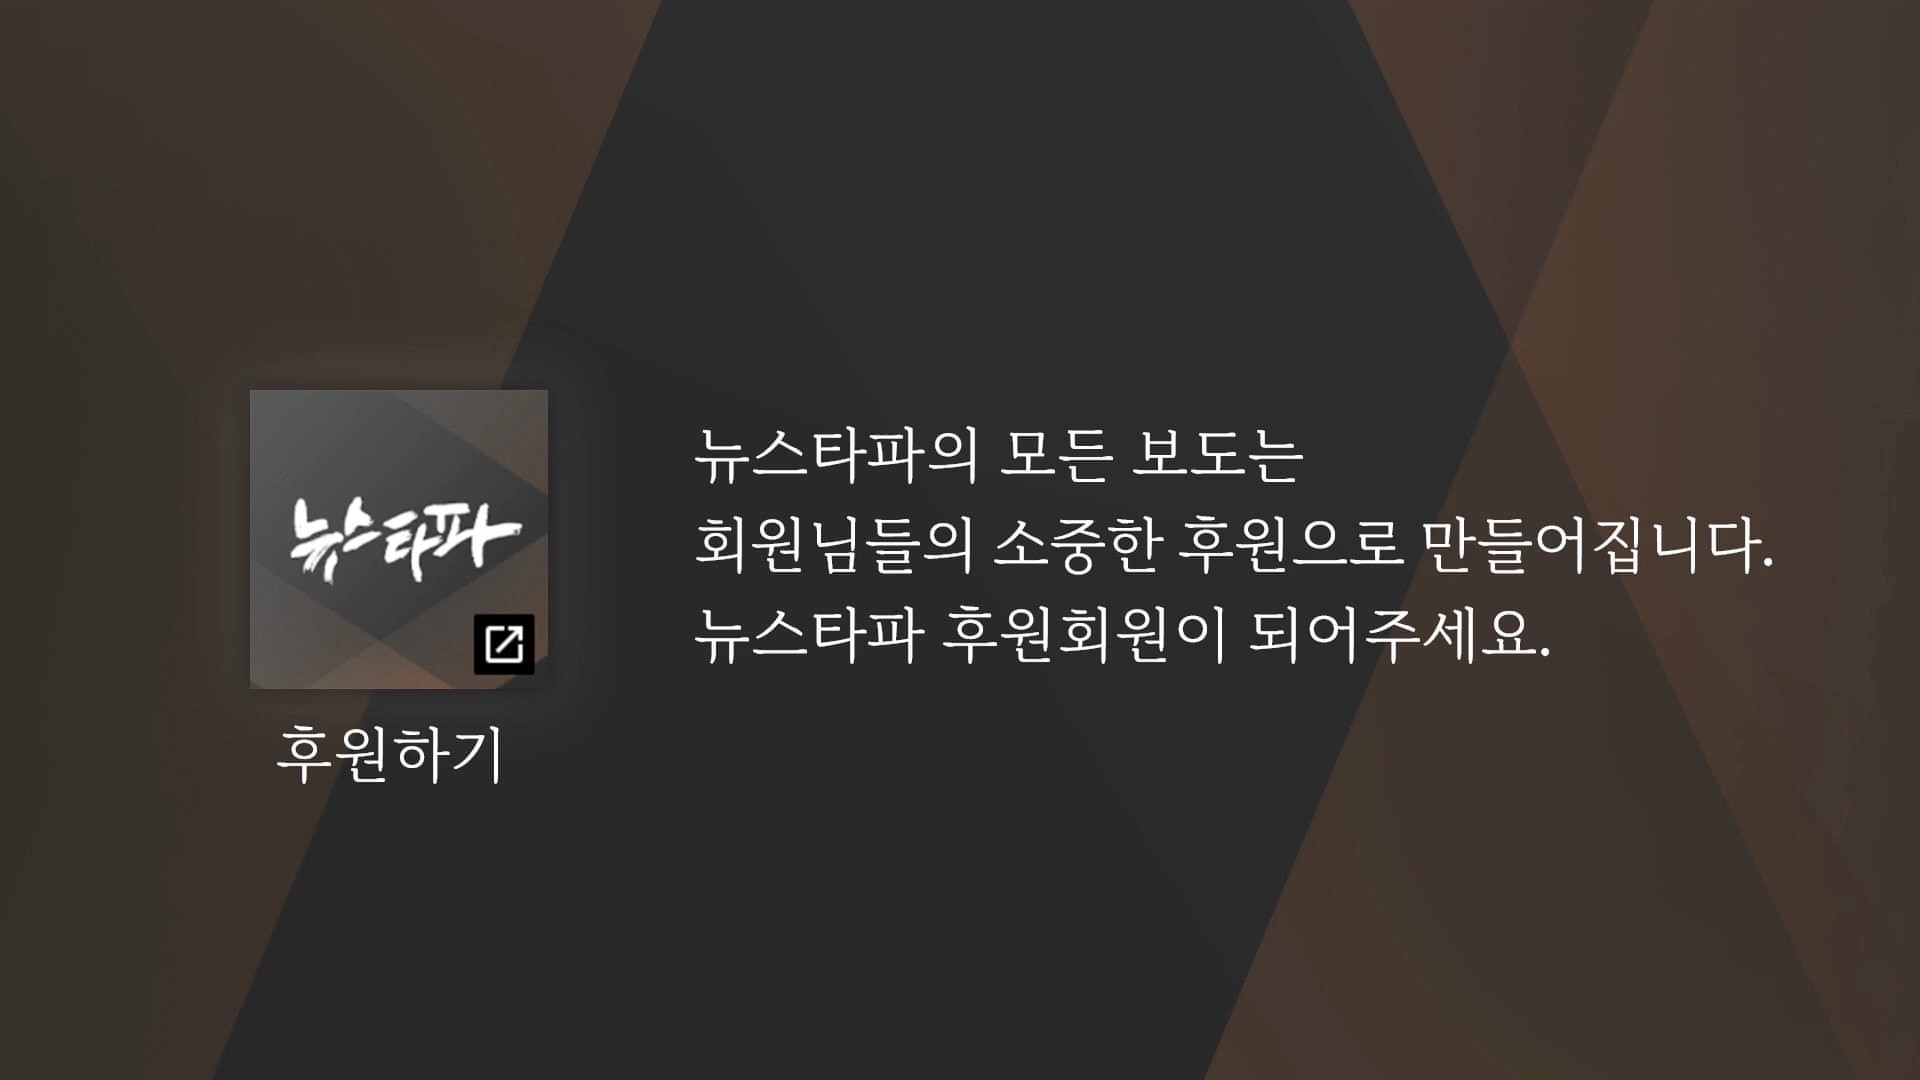 뉴스타파
후원하기
뉴스타파의 모든 보도는
회원님들의 소중한 후원으로 만들어집니다.
뉴스타파 후원회원이 되어주세요.